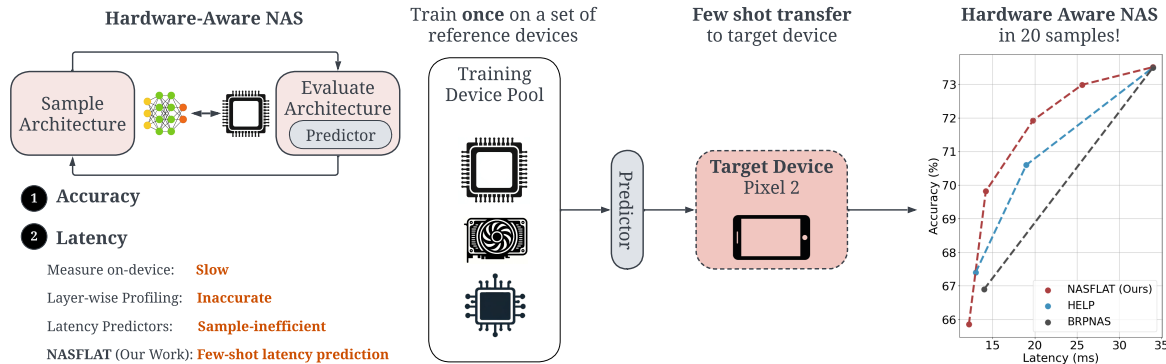 Hardware-Aware NAS
Sample
Architecture
Evaluate
Architecture
Predictor
1 Accuracy
2 Latency
Measure on-device: Slow
Layer-wise Profiling: Inaccurate
Latency Predictors: Sample-inefficient
NASFLAT (Our Work): Few-shot latency prediction
Train once on a set of
reference devices
Training
Device Pool
Predictor
Few shot transfer
to target device
Target Device
Pixel 2
Hardware Aware NAS
in 20 samples!
Accuracy (%)
73
72
71
70
69
68
67
66
NASFLAT (Ours)
HELP
BRPNAS
15 20 25 30 35
Latency (ms)